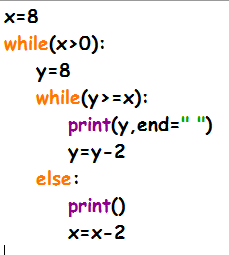 x=8
while(x>0):
    y=8
    while(y>=x):
        print(y,end=" ")
        y=y-2
    else:
        print()
        x=x-2